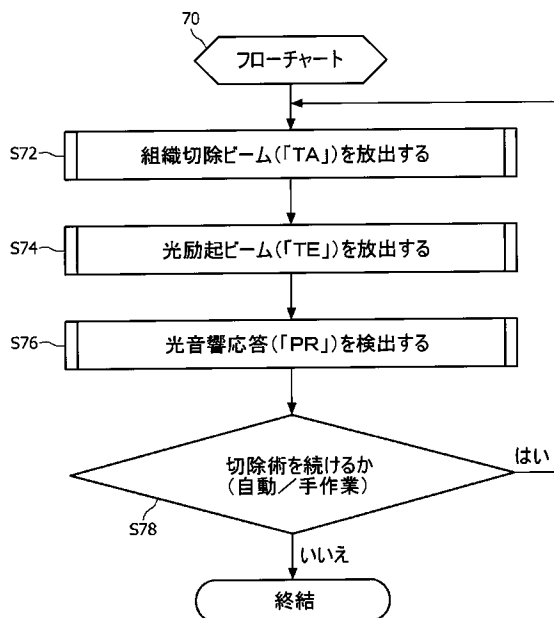 70
フローチャート
S72
組織切除ビーム(「TA」)を放出する
S74
光励起ビーム(「TE」)を放出する
S76
光音響応答(「PR」)を検出する
切除術を続けるか
(自動/手作業)
はい
S78
いいえ
終結